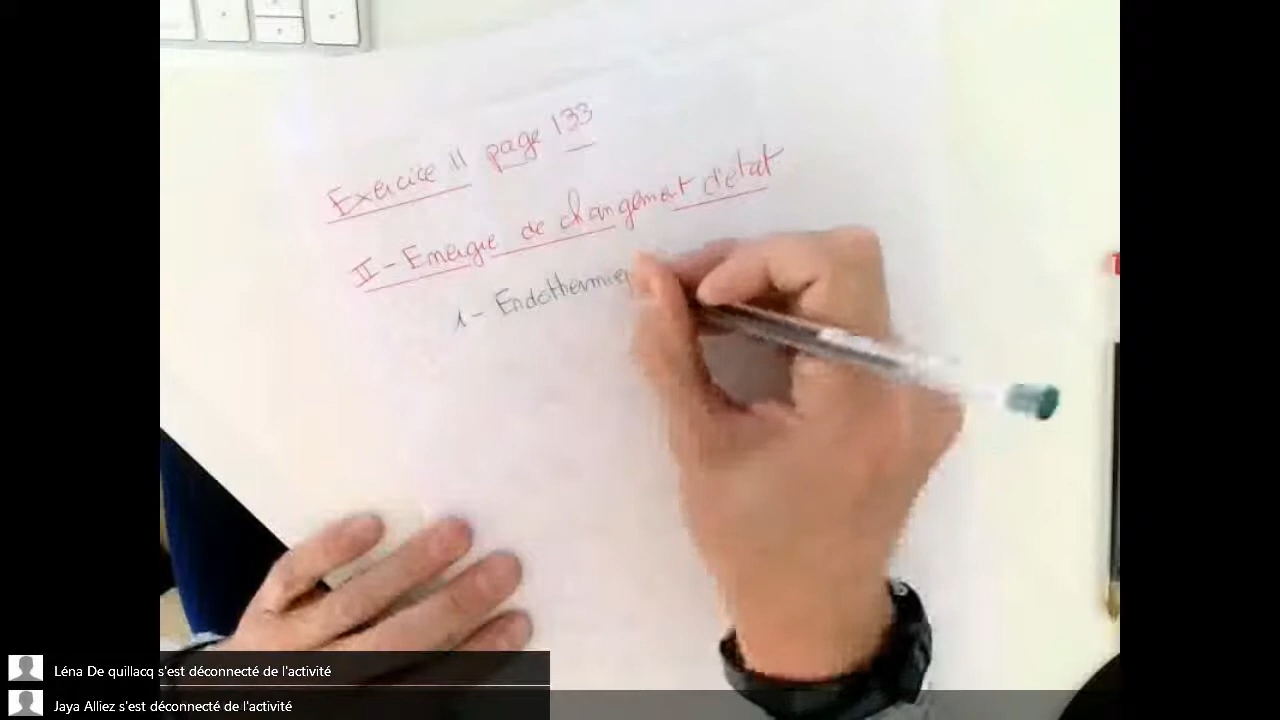 Exercice 11 page 133
II - Energie de changement d'état
1 - Endothermique
Léna De quillacq s'est déconnecté de l'activité
Jaya Alliez s'est déconnecté de l'activité